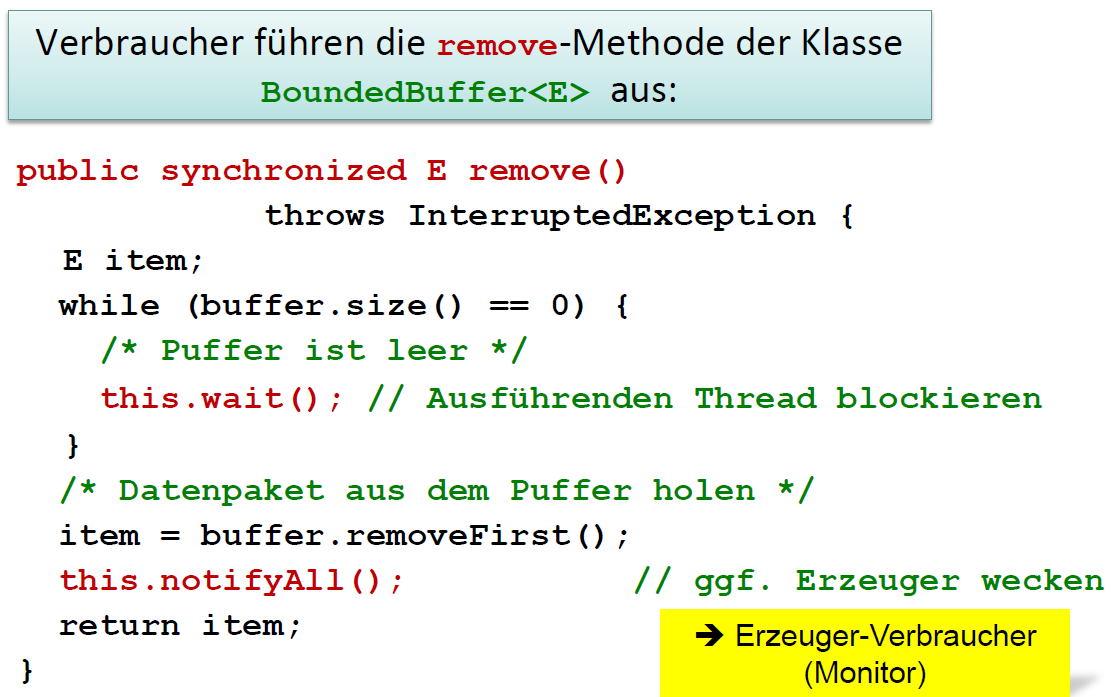 Verbraucher führen die remove-Methode der Klasse
BoundedBuffer<E> aus:
public synchronized E remove()
throws InterruptedException {
E item;
while (buffer.size() == 0) {
/* Puffer ist leer */
this.wait(); // Ausführenden Thread blockieren
}
/* Datenpaket aus dem Puffer holen */
item = buffer.removeFirst();
this.notifyAll(); // ggf. Erzeuger wecken
return item;
}
➔ Erzeuger-Verbraucher
(Monitor)